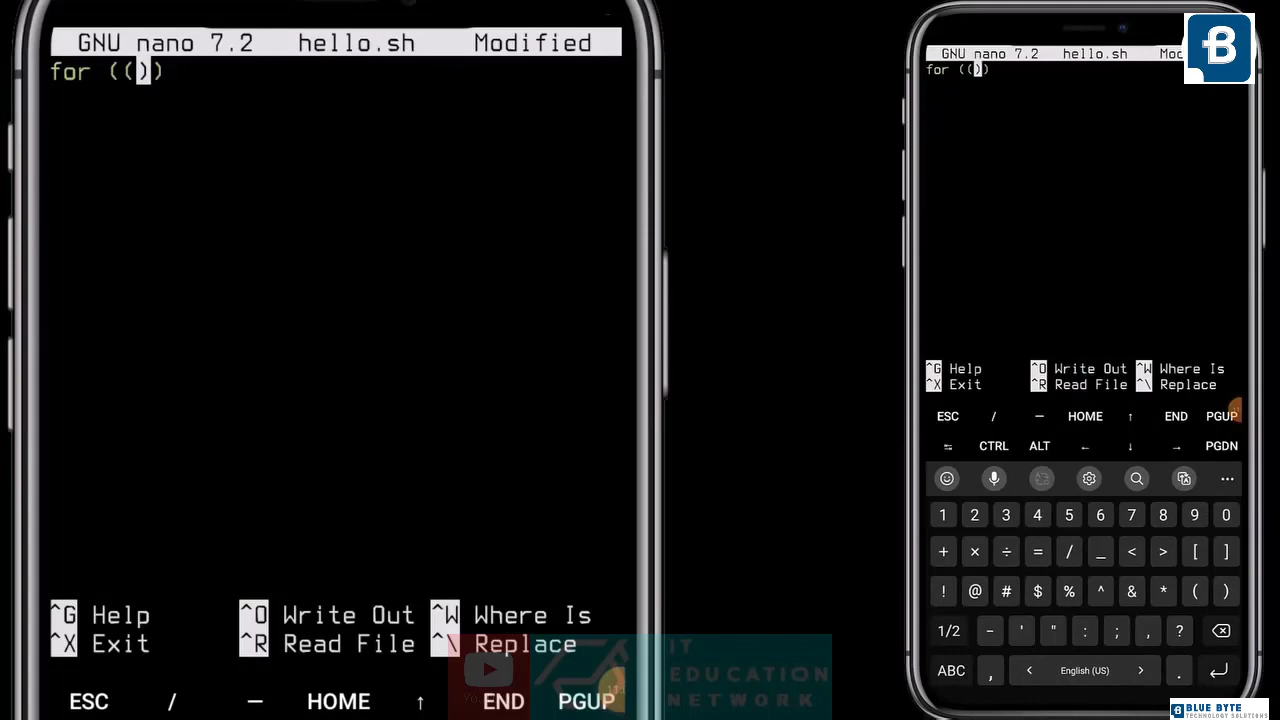 GNU nano 7.2 hello.sh Modified
for (())
^G Help ^O Write Out ^W Where Is
^X Exit ^R Read File ^\ Replace
ESC / — HOME ↑ END PGUP
IT
EDUCATION
NETWORK
GNU nano 7.2 hello.sh
for (())
^G Help ^O Write Out ^W Where Is
^X Exit ^R Read File ^\ Replace
ESC / — HOME ↑ END PGUP
CTRL ALT ← ↓ → PGDN
1 2 3 4 5 6 7 8 9 0
+ × ÷ = / _ < > [ ]
! @ # $ % ^ & * ( )
1/2 - ' " : ; , ?
ABC , < English (US) > .
B
BLUE BYTE
TECHNOLOGY SOLUTIONS